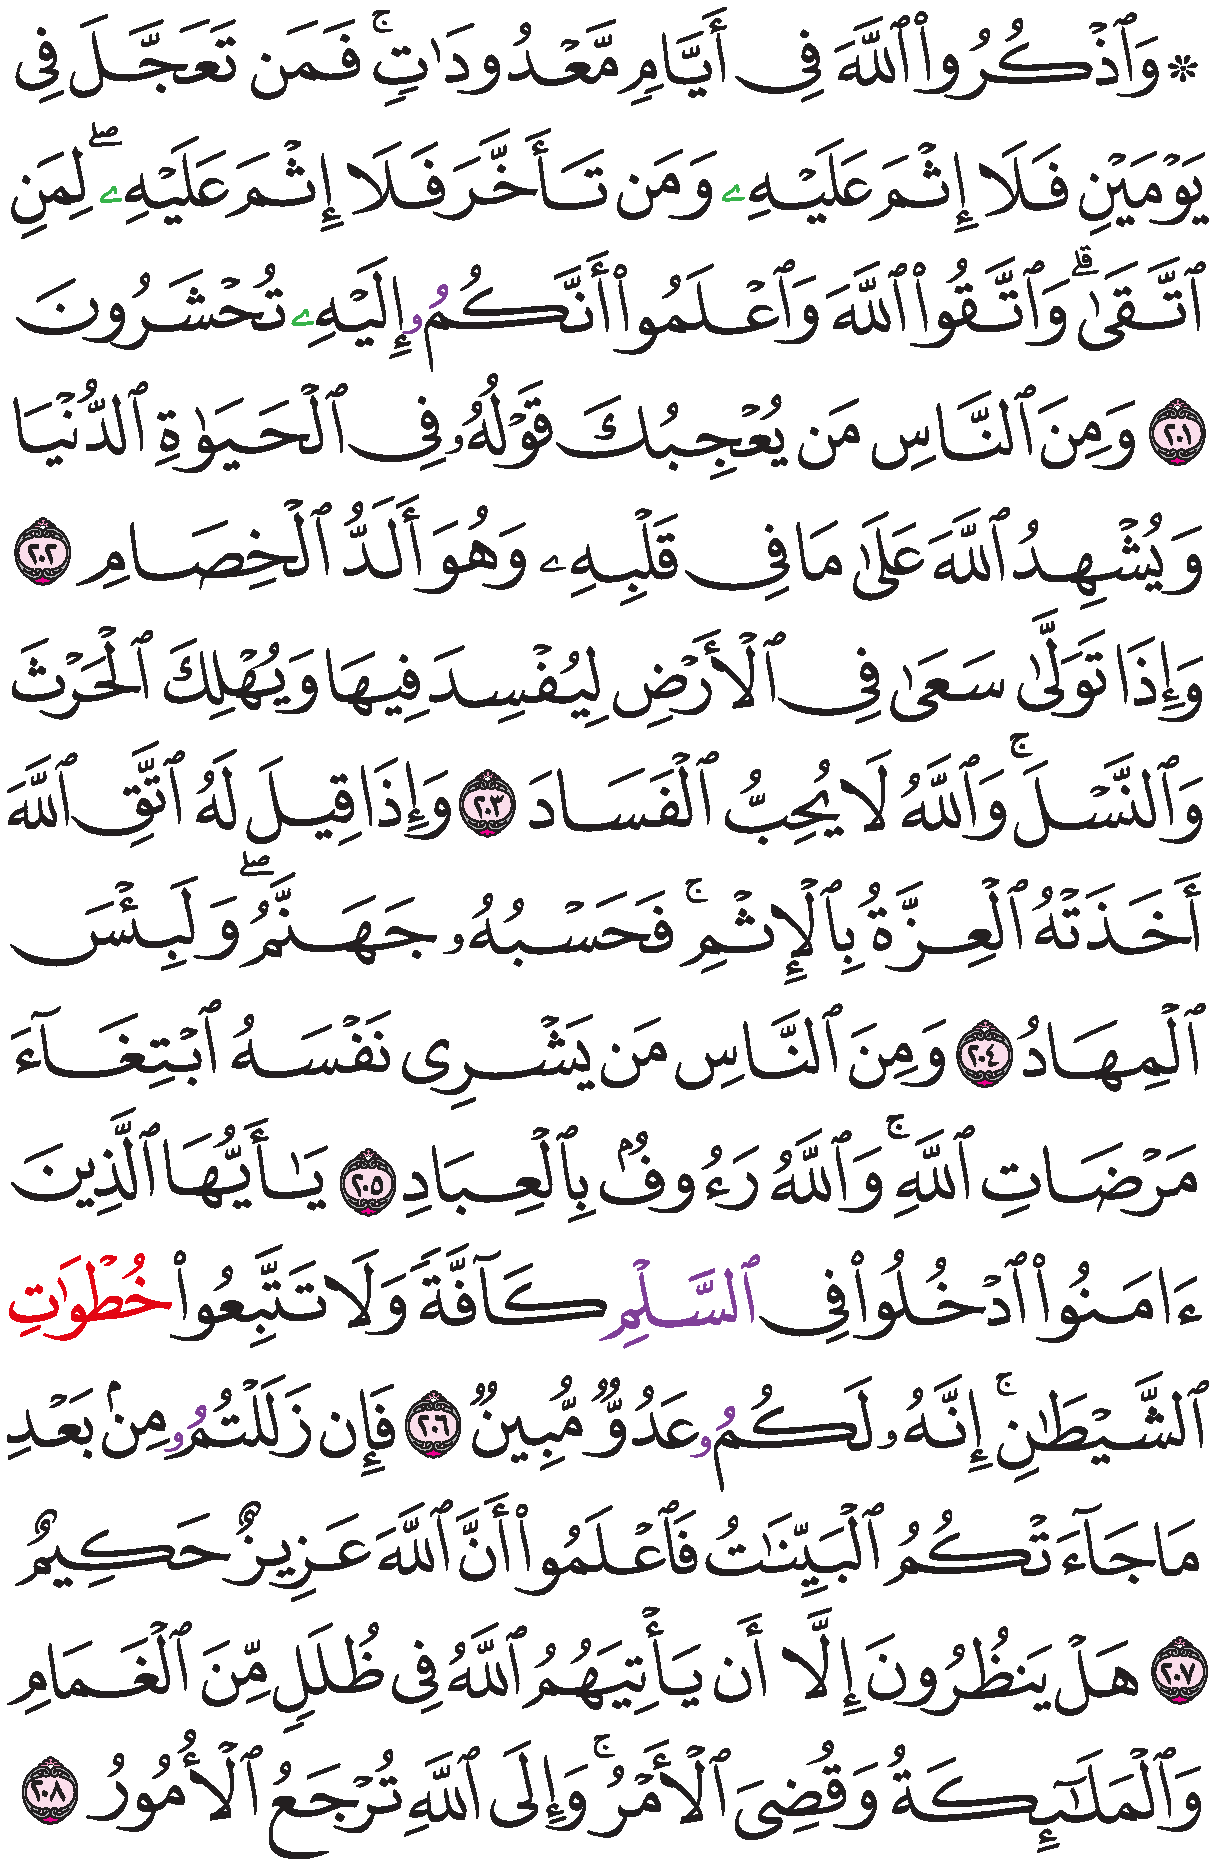 ۞ وَٱذْكُرُوا۟ ٱللَّهَ فِى أَيَّامٍ مَّعْدُودَٰتٍ ۚ فَمَن تَعَجَّلَ فِى
يَوْمَيْنِ فَلَا إِثْمَ عَلَيْهِۦ وَمَن تَأَخَّرَ فَلَا إِثْمَ عَلَيْهِۦ ۖ لِمَنِ
ٱتَّقَىٰ ۗ وَٱتَّقُوا۟ ٱللَّهَ وَٱعْلَمُوا۟ أَنَّكُمُۥ إِلَيْهِۦ تُحْشَرُونَ
٢٠١ وَمِنَ ٱلنَّاسِ مَن يُعْجِبُكَ قَوْلُهُۥ فِى ٱلْحَيَوٰةِ ٱلدُّنْيَا
وَيُشْهِدُ ٱللَّهَ عَلَىٰ مَا فِى قَلْبِهِۦ وَهُوَ أَلَدُّ ٱلْخِصَامِ ٢٠٢
وَإِذَا تَوَلَّىٰ سَعَىٰ فِى ٱلْأَرْضِ لِيُفْسِدَ فِيهَا وَيُهْلِكَ ٱلْحَرْثَ
وَٱلنَّسْلَ ۚ وَٱللَّهُ لَا يُحِبُّ ٱلْفَسَادَ ٢٠٣ وَإِذَا قِيلَ لَهُ ٱتَّقِ ٱللَّهَ
أَخَذَتْهُ ٱلْعِزَّةُ بِٱلْإِثْمِ ۚ فَحَسْبُهُۥ جَهَنَّمُ ۖ وَلَبِئْسَ
ٱلْمِهَادُ ٢٠٤ وَمِنَ ٱلنَّاسِ مَن يَشْرِى نَفْسَهُ ٱبْتِغَآءَ
مَرْضَاتِ ٱللَّهِ ۚ وَٱللَّهُ رَءُوفٌۢ بِٱلْعِبَادِ ٢٠٥ يَٰأَيُّهَا ٱلَّذِينَ
ءَامَنُوا۟ ٱدْخُلُوا۟ فِى ٱلسَّلْمِ كَآفَّةً وَلَا تَتَّبِعُوا۟ خُطْوَٰتِ
ٱلشَّيْطَٰنِ ۚ إِنَّهُۥ لَكُمُۥ عَدُوٌّ مُّبِينٌ ٢٠٦ فَإِن زَلَلْتُمُۥ مِنۢ بَعْدِ
مَا جَآءَتْكُمُ ٱلْبَيِّنَٰتُ فَٱعْلَمُوا۟ أَنَّ ٱللَّهَ عَزِيزٌ حَكِيمٌ
٢٠٧ هَلْ يَنظُرُونَ إِلَّا أَن يَأْتِيَهُمُ ٱللَّهُ فِى ظُلَلٍ مِّنَ ٱلْغَمَامِ
وَٱلْمَلَٰٓئِكَةُ وَقُضِىَ ٱلْأَمْرُ ۚ وَإِلَى ٱللَّهِ تُرْجَعُ ٱلْأُمُورُ ٢٠٨